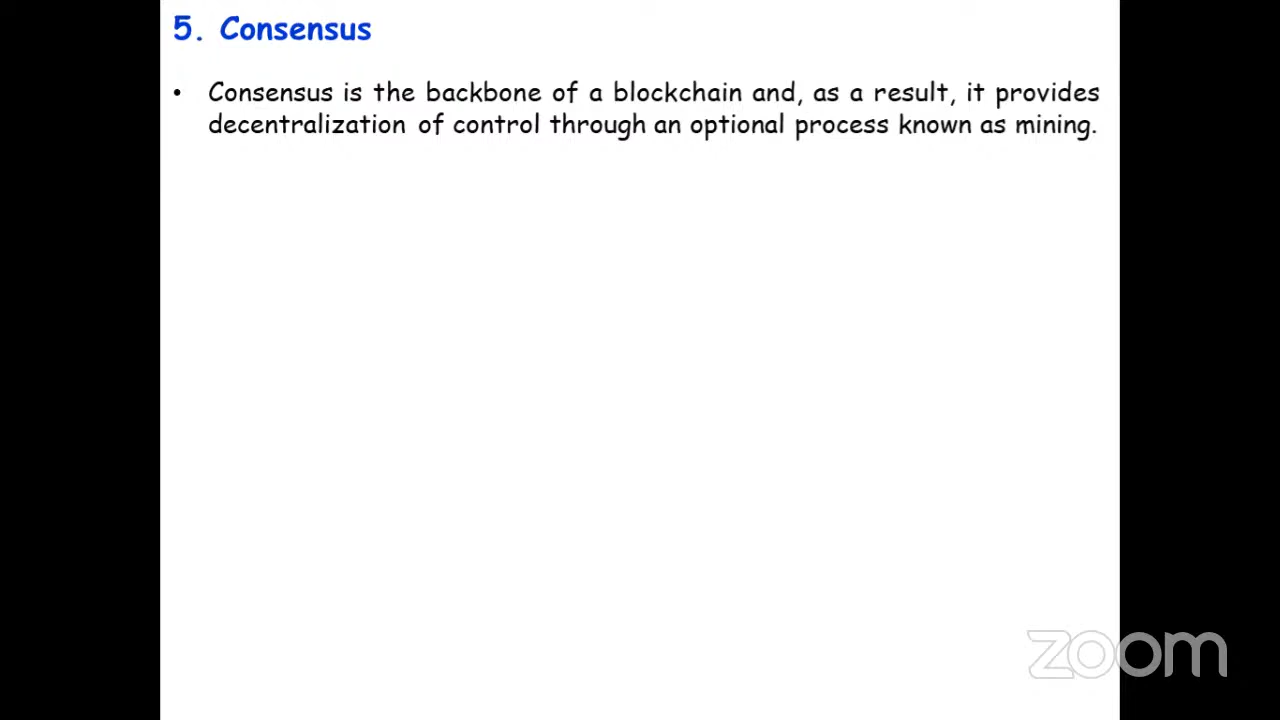 5. Consensus
• Consensus is the backbone of a blockchain and, as a result, it provides
decentralization of control through an optional process known as mining.
zoom